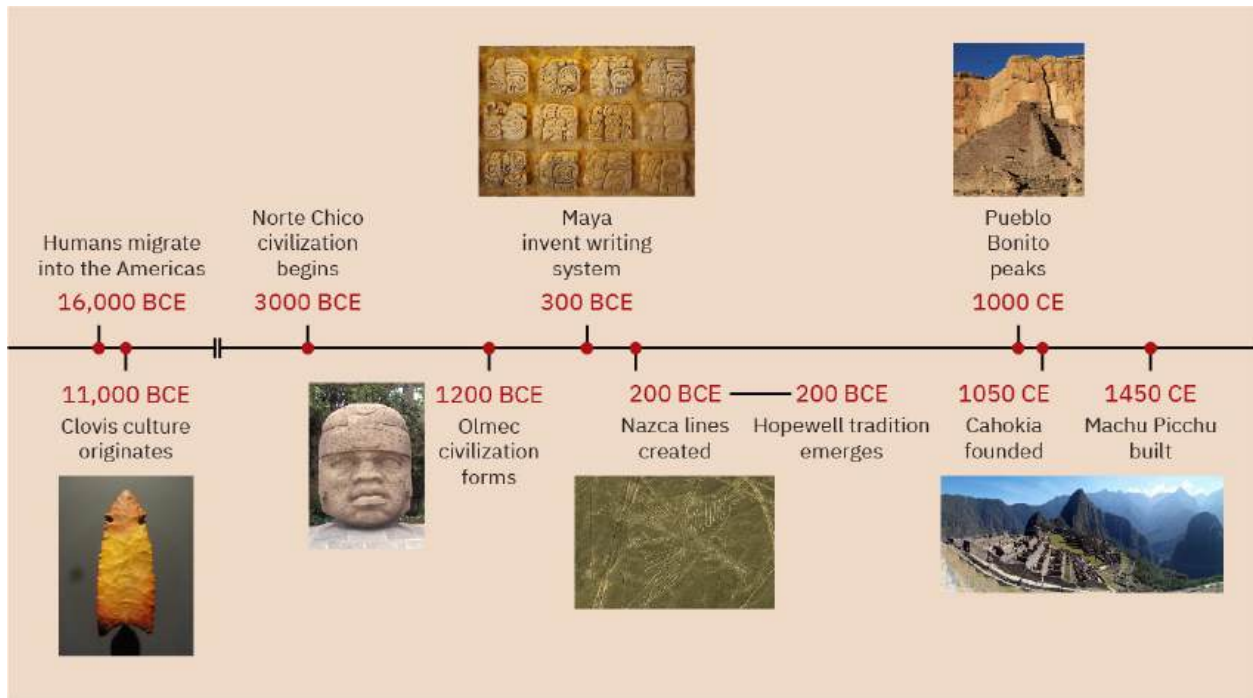 Humans migrate
into the Americas
16,000 BCE
11,000 BCE
Clovis culture
originates
Norte Chico
civilization
begins
3000 BCE
1200 BCE
Olmec
civilization
forms
Maya
invent writing
system
300 BCE
200 BCE
Nazca lines
created
200 BCE
Hopewell tradition
emerges
Pueblo
Bonito
peaks
1000 CE
1050 CE
Cahokia
founded
1450 CE
Machu Picchu
built